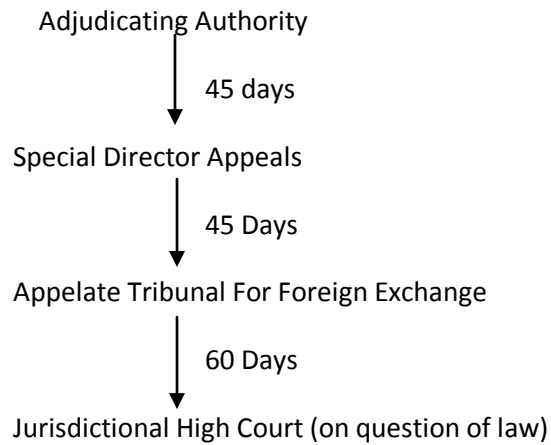 Adjudicating Authority
45 days
Special Director Appeals
45 Days
Appelate Tribunal For Foreign Exchange
60 Days
Jurisdictional High Court (on question of law)